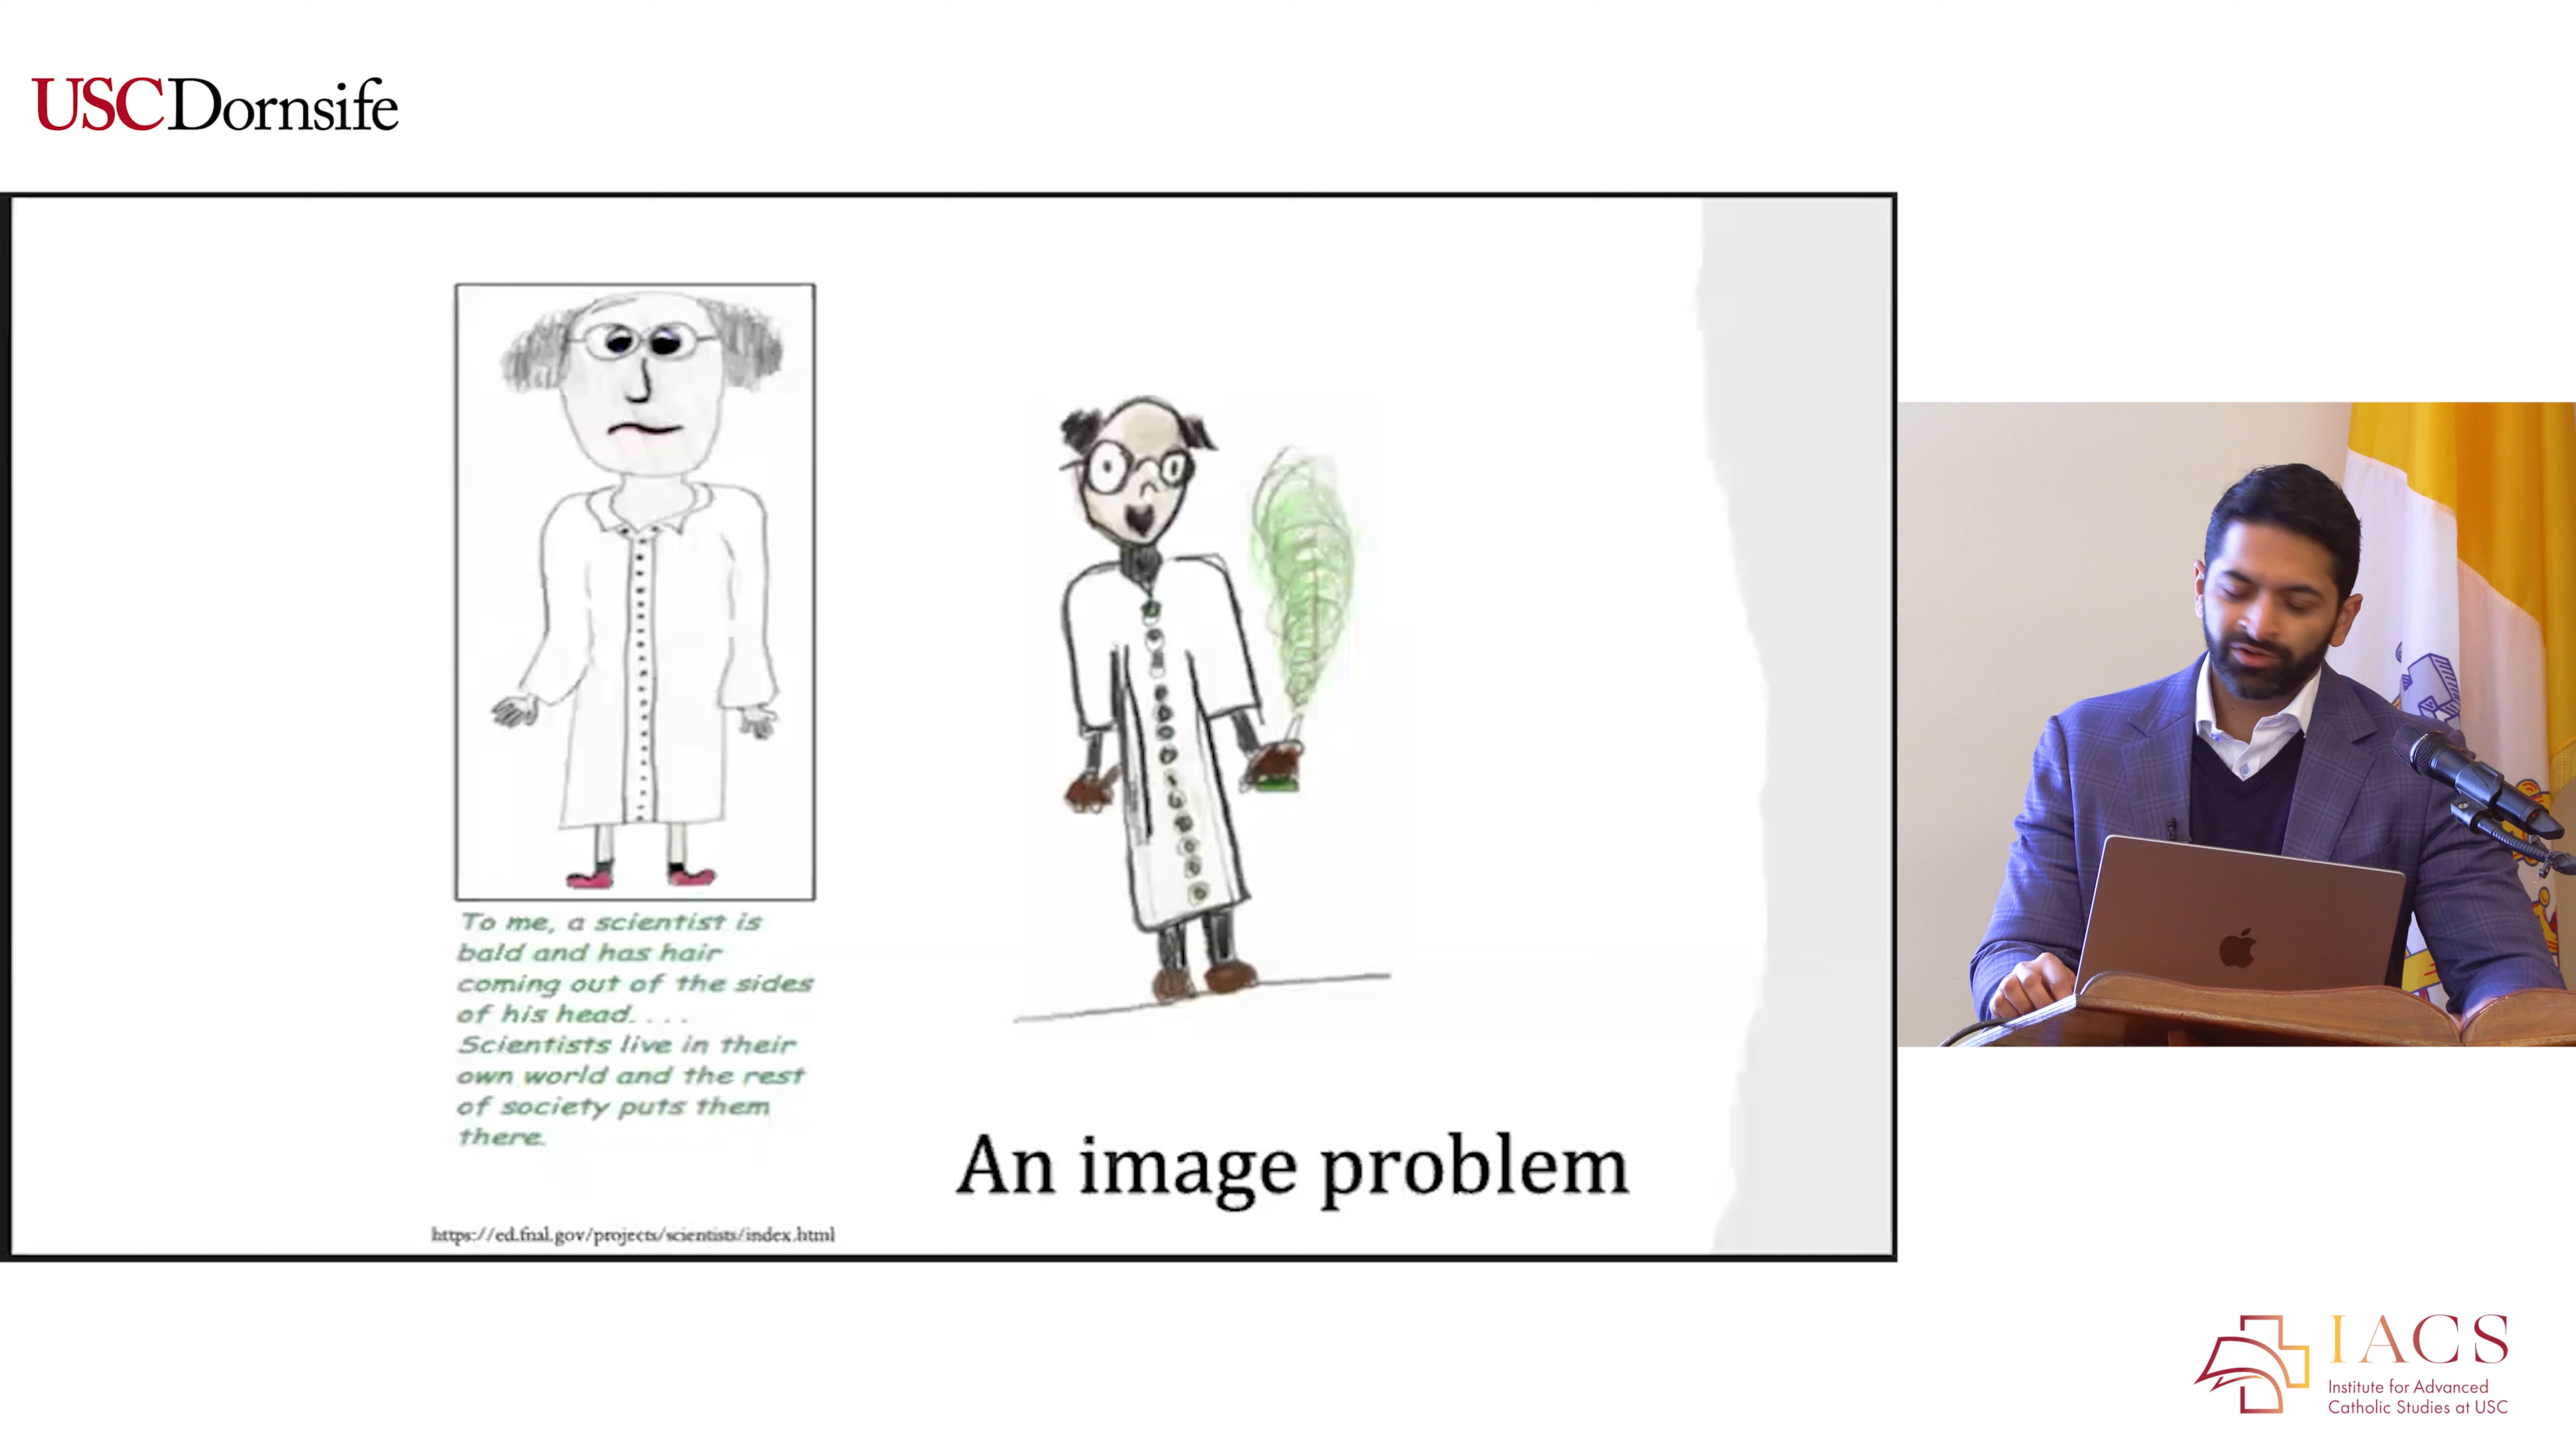 USCDornsife
To me, a scientist is
bald and has hair
coming out of the sides
of his head. . . .
Scientists live in their
own world and the rest
of society puts them
there.
An image problem
https://ed.fnal.gov/projects/scientists/index.html
IACS
Institute for Advanced
Catholic Studies at USC